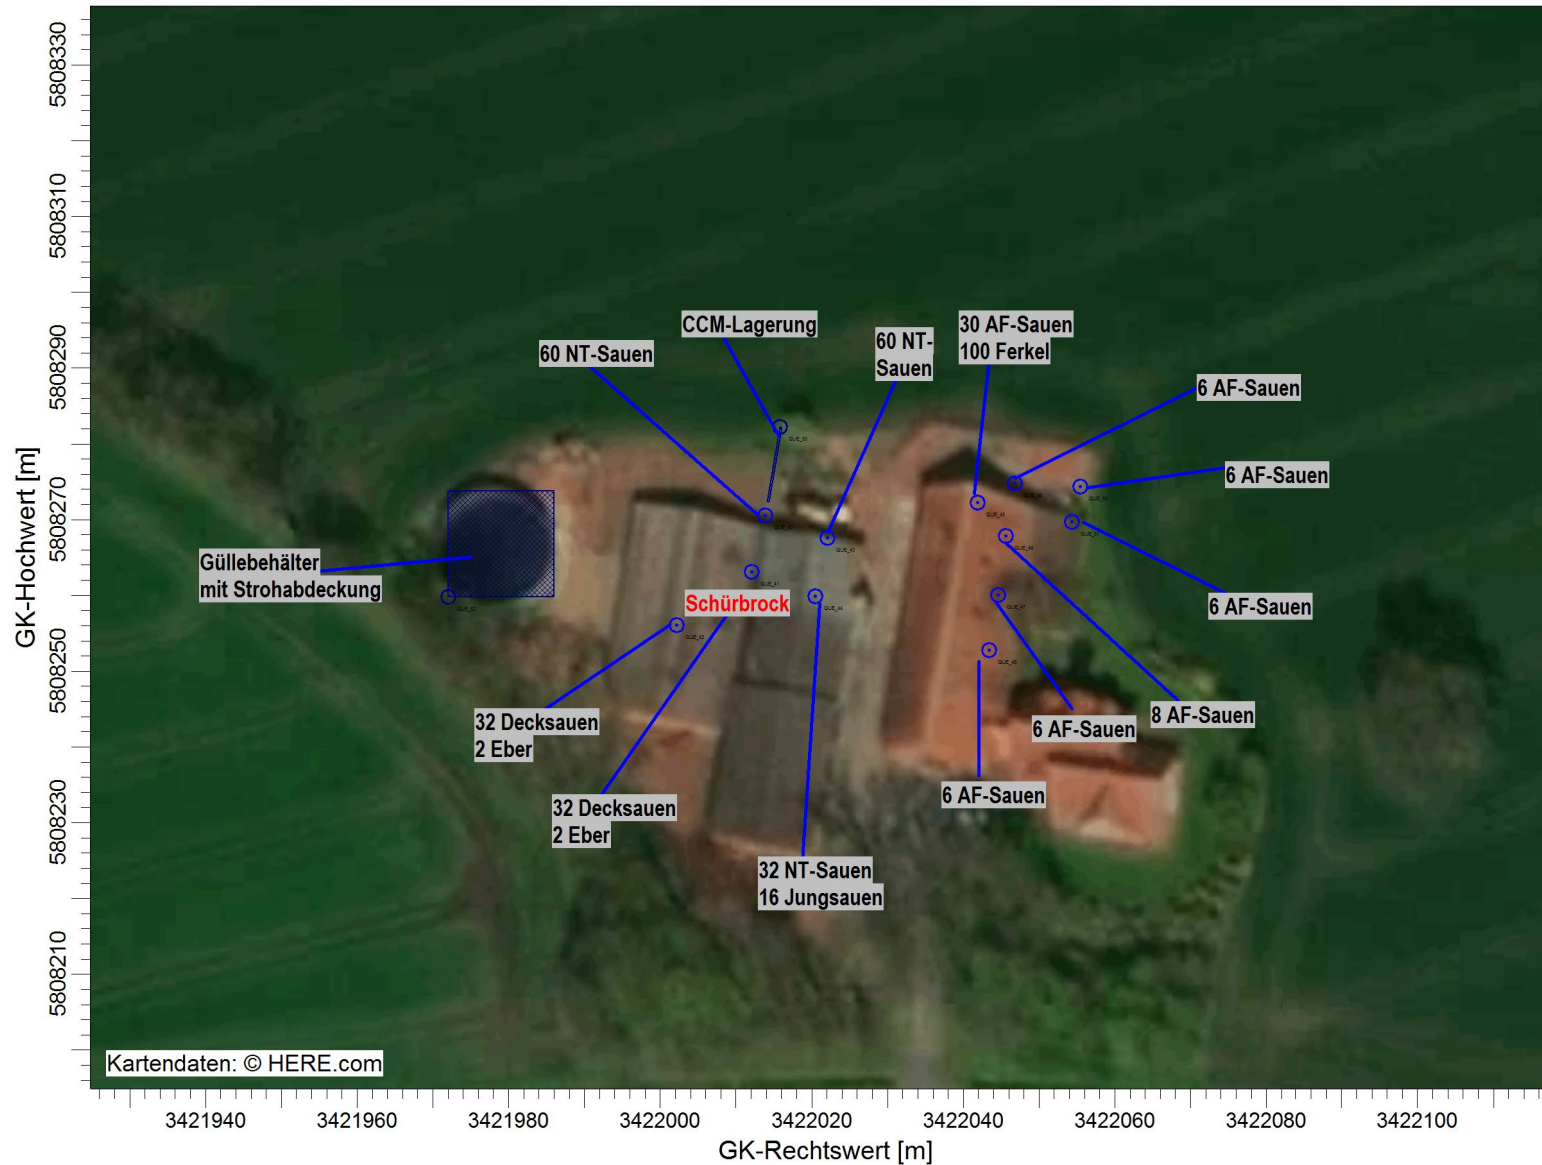 5808330
5808310
5808290
5808270
5808250
5808230
5808210
GK-Hochwert [m]
CCM-Lagerung
60 NT-Sauen
60 NT-
Sauen
30 AF-Sauen
100 Ferkel
6 AF-Sauen
6 AF-Sauen
6 AF-Sauen
Güllebehälter
mit Strohabdeckung
Schürbrock
32 Decksauen
2 Eber
32 Decksauen
2 Eber
32 NT-Sauen
16 Jungsauen
6 AF-Sauen
6 AF-Sauen
8 AF-Sauen
Kartendaten: © HERE.com
3421940
3421960
3421980
3422000
3422020
3422040
3422060
3422080
3422100
GK-Rechtswert [m]